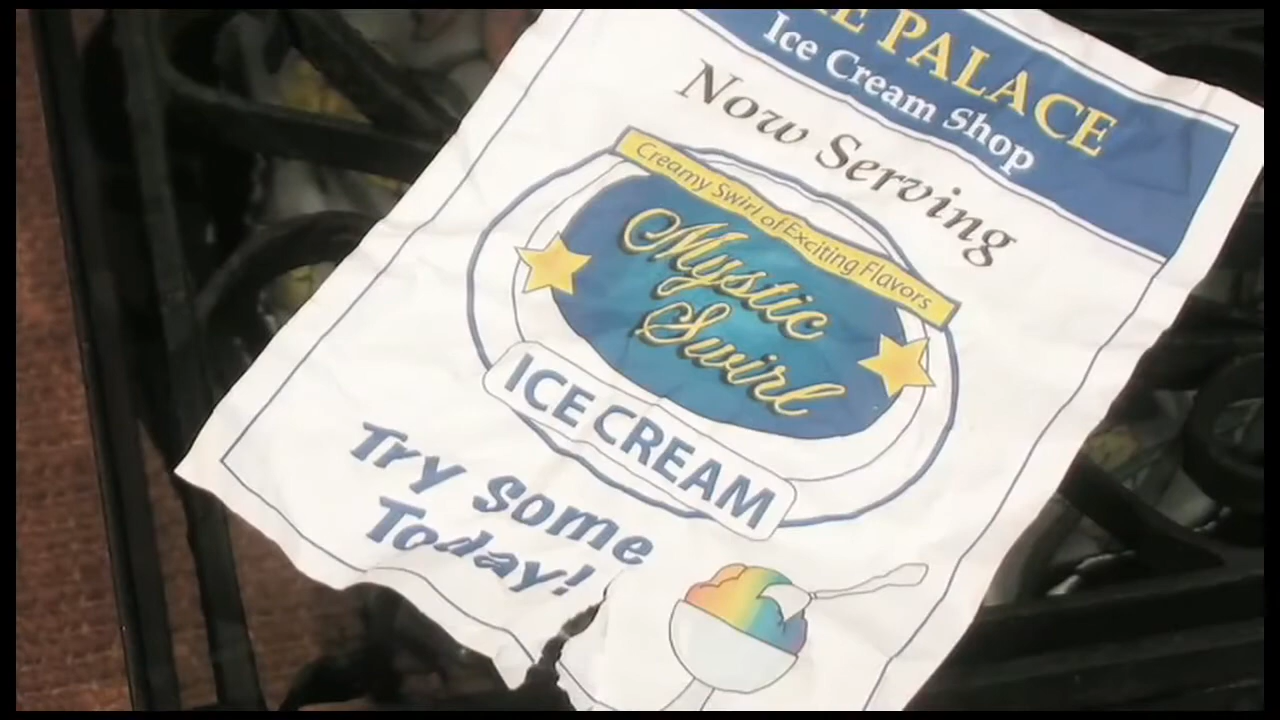 PALACE
Ice Cream Shop
Now Serving
Creamy Swirl of Exciting Flavors
Mystic
Swirl
ICE CREAM
Try Some
Today!